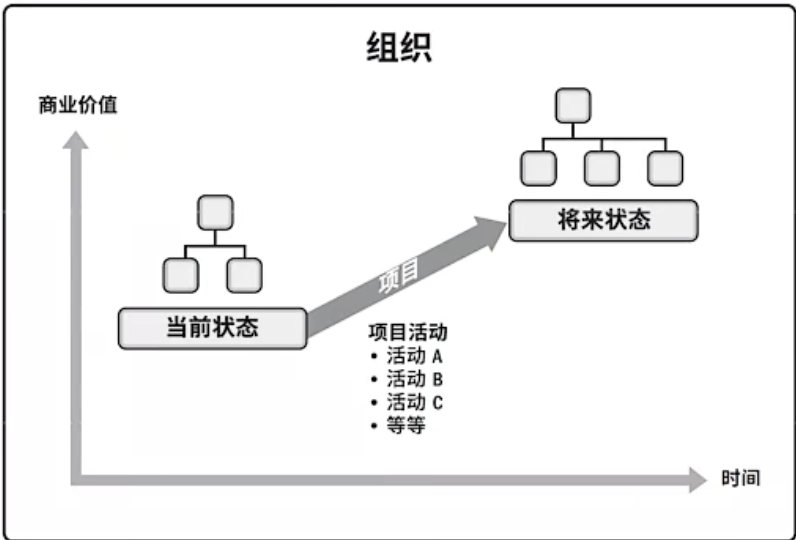 组织
商业价值
将来状态
项目
当前状态
项目活动
• 活动 A
• 活动 B
• 活动 C
• 等等
时间